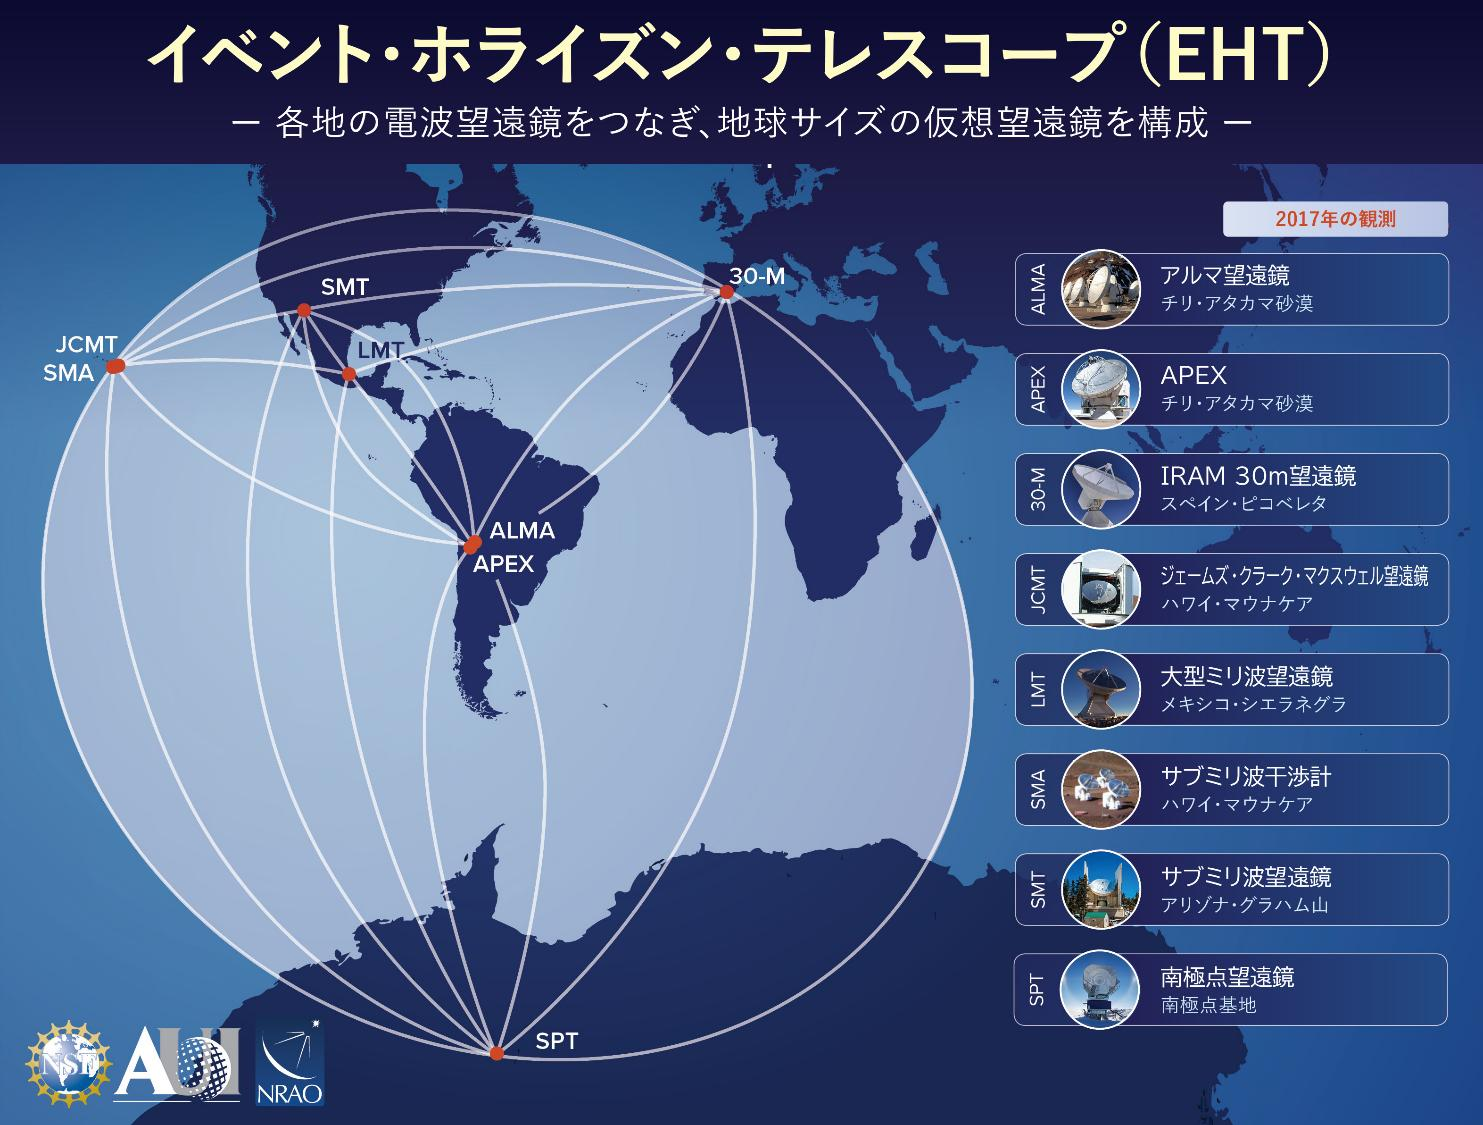 イベント・ホライズン・テレスコープ（EHT）
― 各地の電波望遠鏡をつなぎ、地球サイズの仮想望遠鏡を構成 ―
2017年の観測
SMT
30-M
JCMT
LMT
SMA
ALMA
APEX
SPT
ALMA
アルマ望遠鏡
チリ・アタカマ砂漠
APEX
APEX
チリ・アタカマ砂漠
30-M
IRAM 30m望遠鏡
スペイン・ピコベレタ
JCMT
ジェームズ・クラーク・マクスウェル望遠鏡
ハワイ・マウナケア
LMT
大型ミリ波望遠鏡
メキシコ・シエラネグラ
SMA
サブミリ波干渉計
ハワイ・マウナケア
SMT
サブミリ波望遠鏡
アリゾナ・グラハム山
SPT
南極点望遠鏡
南極点基地
NSF
AUI
NRAO